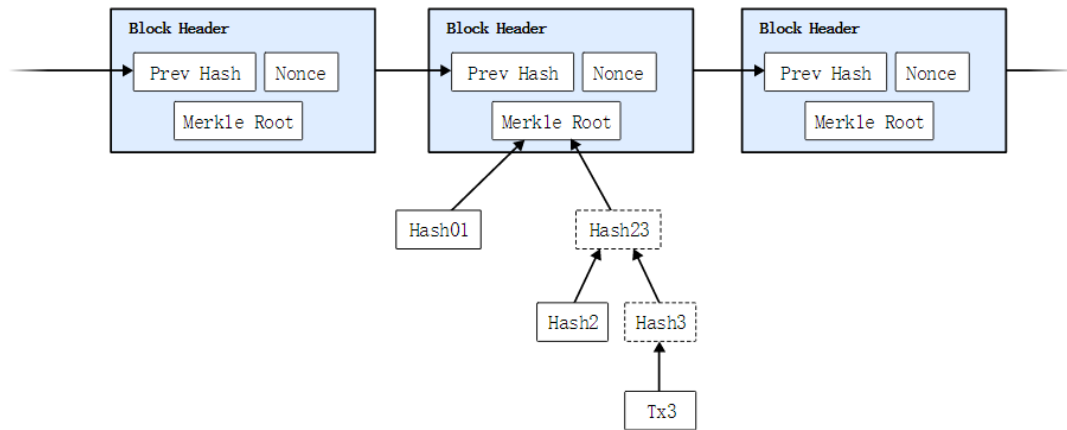 Block Header
Prev Hash
Nonce
Merkle Root
Block Header
Prev Hash
Nonce
Merkle Root
Block Header
Prev Hash
Nonce
Merkle Root
Hash01
Hash23
Hash2
Hash3
Tx3